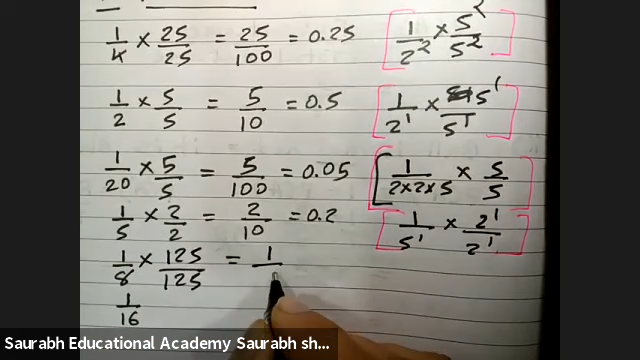 1/4 × 25/25 = 25/100 = 0.25 [1/2² × 5²/5²]
1/2 × 5/5 = 5/10 = 0.5 [1/2¹ × 5¹/5¹]
1/20 × 5/5 = 5/100 = 0.05 [1/2×2×5 × 5/5]
1/5 × 2/2 = 2/10 = 0.2 [1/5¹ × 2¹/2¹]
1/8 × 125/125 = 1
1/16
Saurabh Educational Academy Saurabh sh...